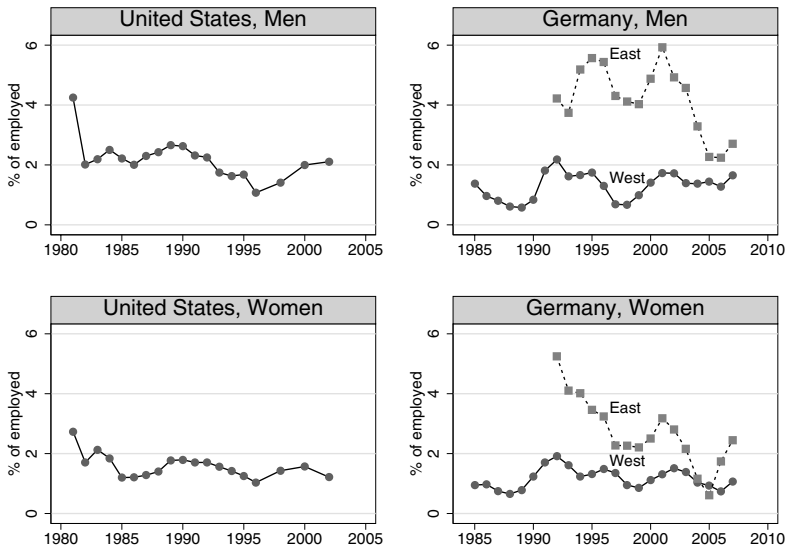 United States, Men
% of employed
6
4
2
0
1980 1985 1990 1995 2000 2005
Germany, Men
% of employed
6
4
2
0
East
West
1985 1990 1995 2000 2005 2010
United States, Women
% of employed
6
4
2
0
1980 1985 1990 1995 2000 2005
Germany, Women
% of employed
6
4
2
0
East
West
1985 1990 1995 2000 2005 2010